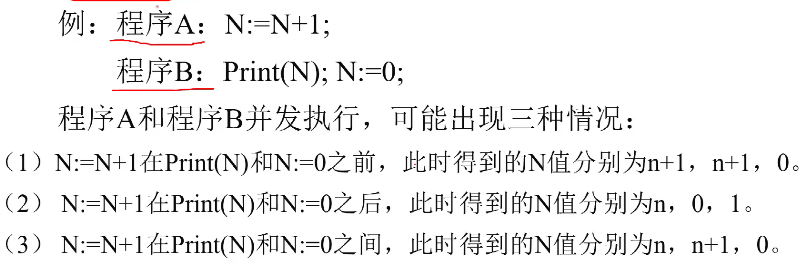 例：程序A：N:=N+1;
程序B：Print(N); N:=0;
程序A和程序B并发执行，可能出现三种情况：
（1）N:=N+1在Print(N)和N:=0之前，此时得到的N值分别为n+1，n+1，0。
（2） N:=N+1在Print(N)和N:=0之后，此时得到的N值分别为n，0，1。
（3） N:=N+1在Print(N)和N:=0之间，此时得到的N值分别为n，n+1，0。